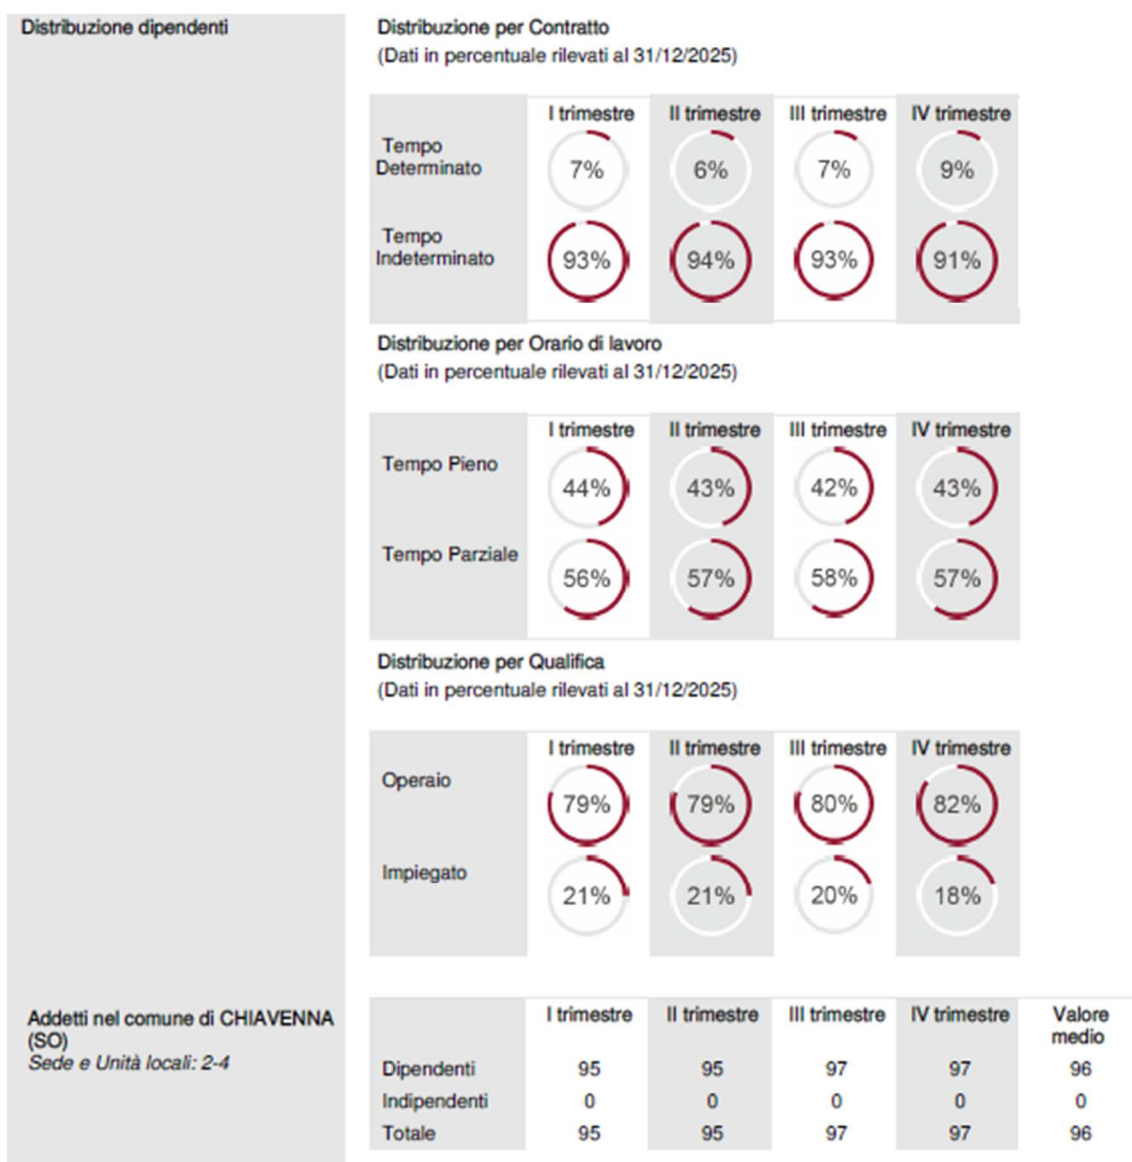 Distribuzione dipendenti
Distribuzione per Contratto
(Dati in percentuale rilevati al 31/12/2025)
I trimestre II trimestre III trimestre IV trimestre
Tempo
Determinato
7% 6% 7% 9%
Tempo
Indeterminato
93% 94% 93% 91%
Distribuzione per Orario di lavoro
(Dati in percentuale rilevati al 31/12/2025)
I trimestre II trimestre III trimestre IV trimestre
Tempo Pieno
44% 43% 42% 43%
Tempo Parziale
56% 57% 58% 57%
Distribuzione per Qualifica
(Dati in percentuale rilevati al 31/12/2025)
I trimestre II trimestre III trimestre IV trimestre
Operaio
79% 79% 80% 82%
Impiegato
21% 21% 20% 18%
Addetti nel comune di CHIAVENNA
(SO)
Sede e Unità locali: 2-4
I trimestre II trimestre III trimestre IV trimestre Valore
medio
Dipendenti 95 95 97 97 96
Indipendenti 0 0 0 0 0
Totale 95 95 97 97 96